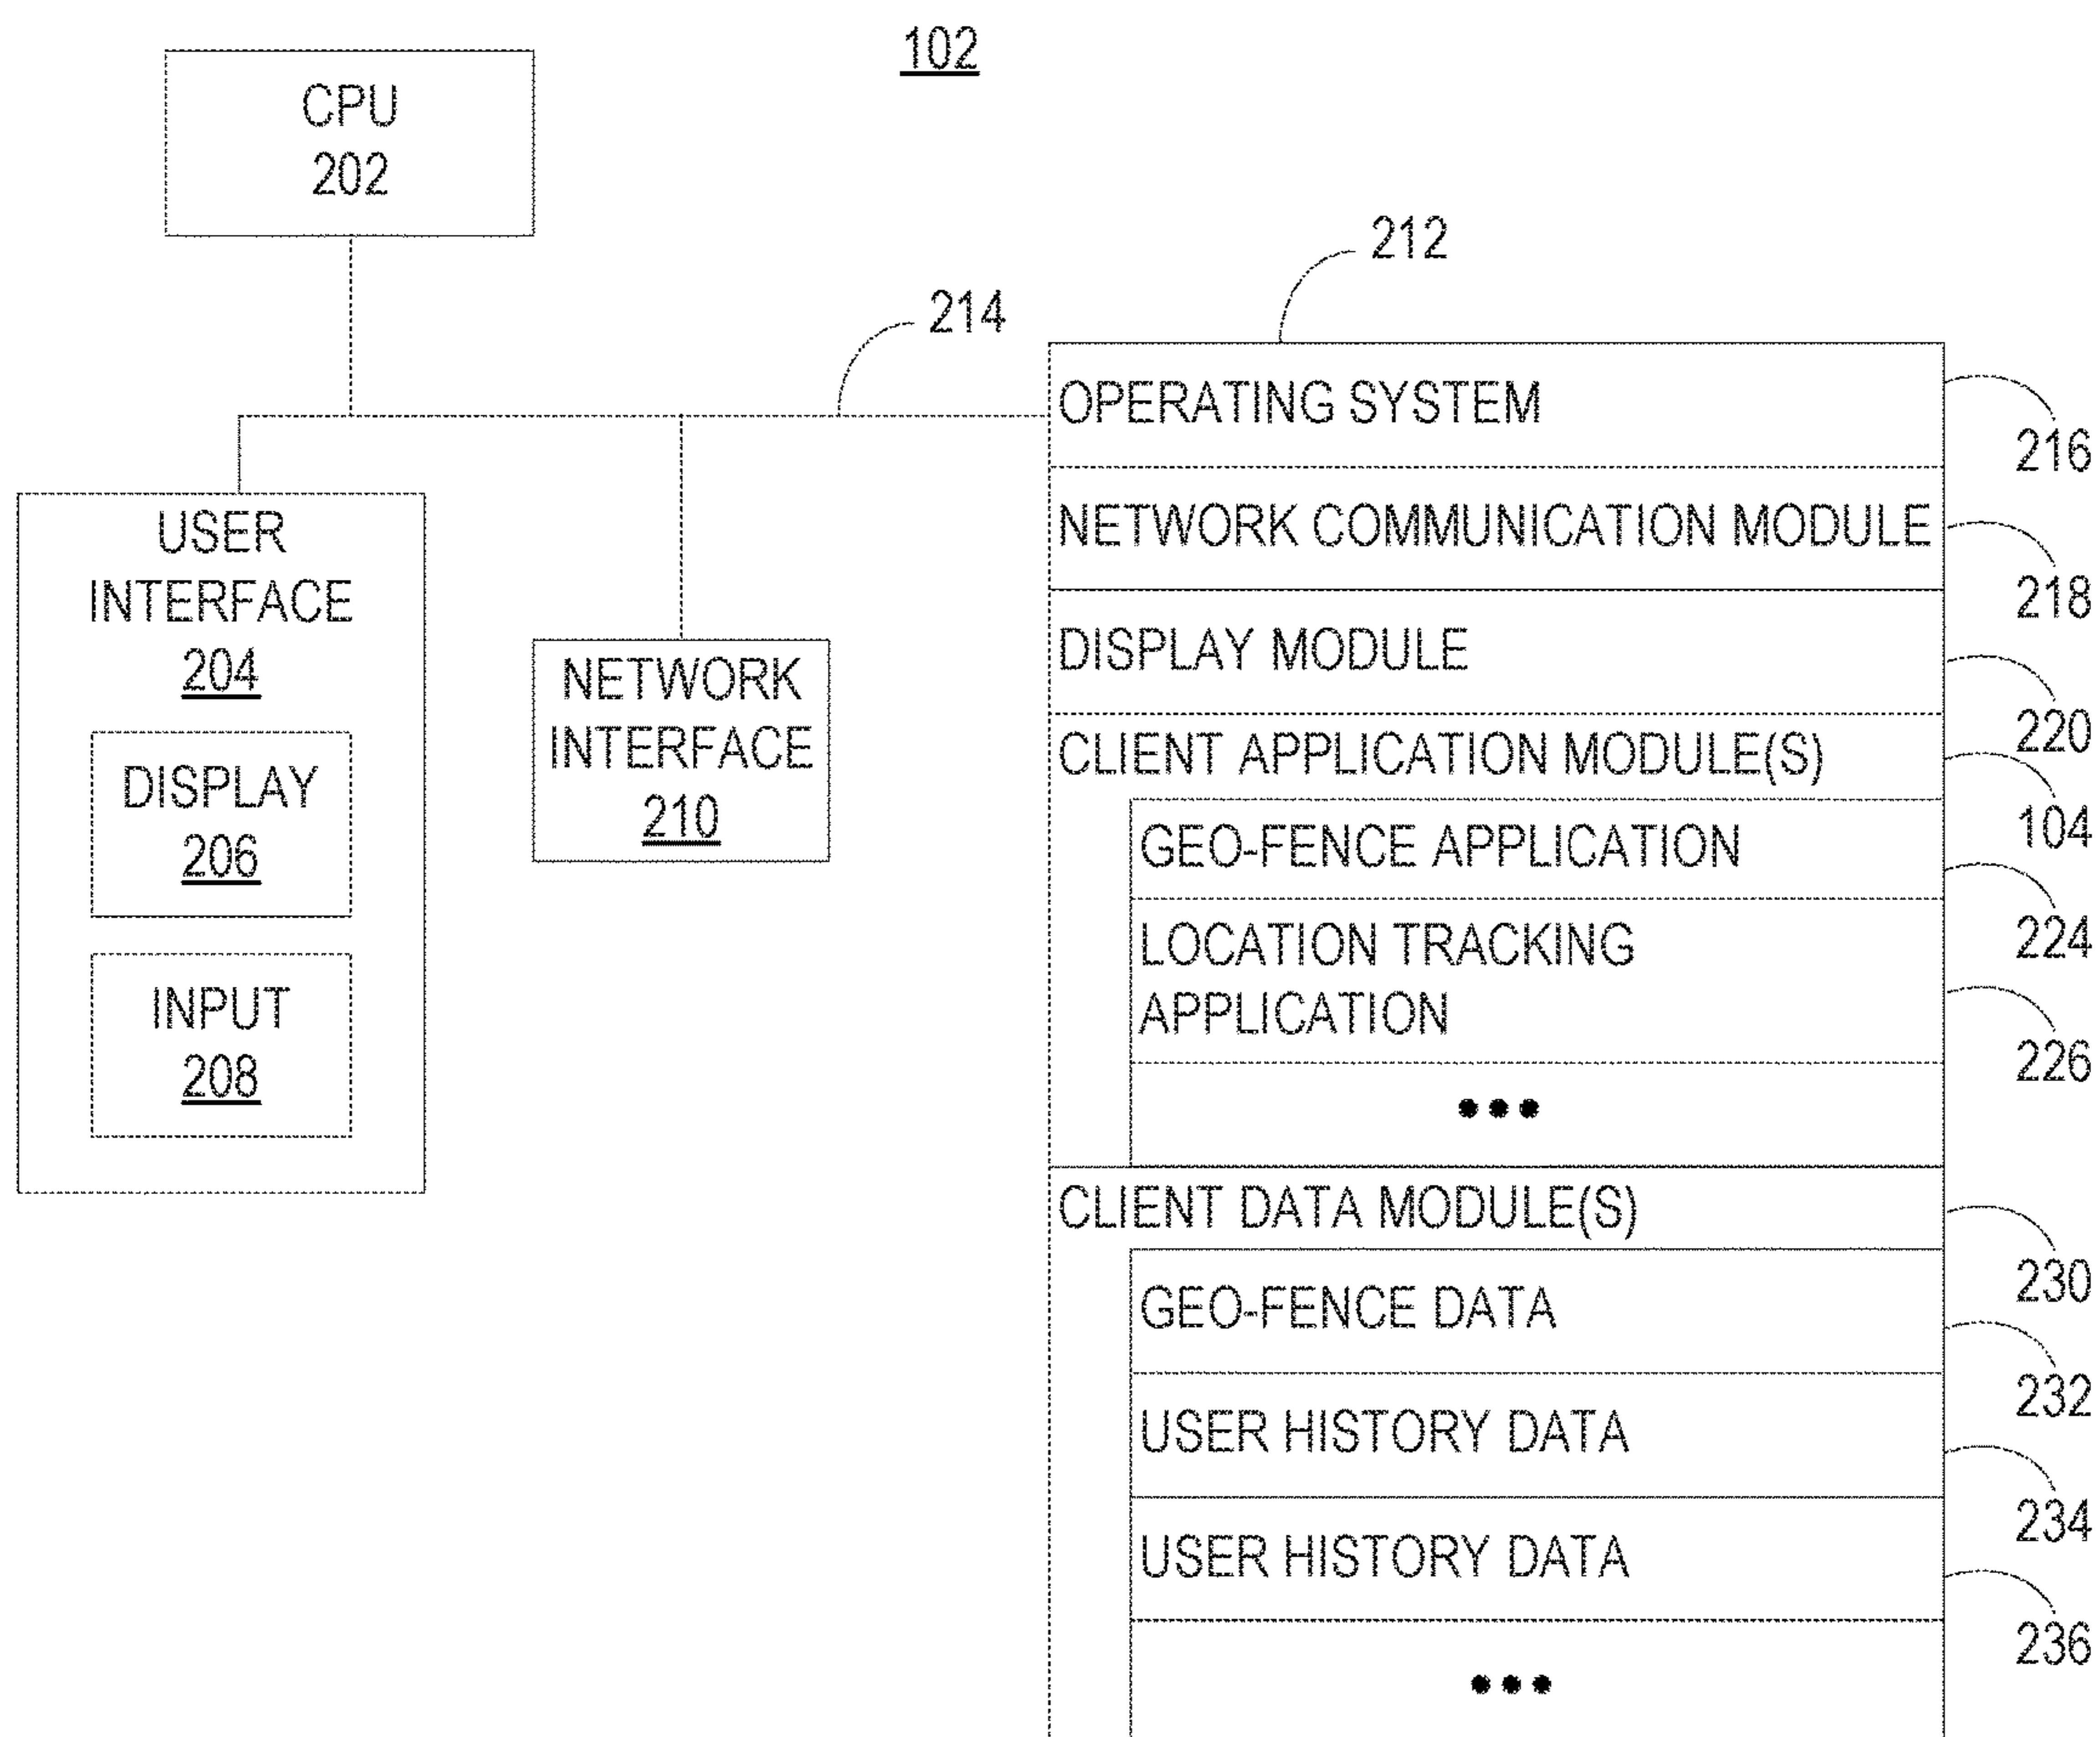 102
CPU
202
212
214
OPERATING SYSTEM
216
NETWORK COMMUNICATION MODULE
218
USER
INTERFACE
204
DISPLAY
206
INPUT
208
NETWORK
INTERFACE
210
DISPLAY MODULE
220
CLIENT APPLICATION MODULE(S)
104
GEO-FENCE APPLICATION
224
LOCATION TRACKING
APPLICATION
226
•••
CLIENT DATA MODULE(S)
230
GEO-FENCE DATA
232
USER HISTORY DATA
234
USER HISTORY DATA
236
•••